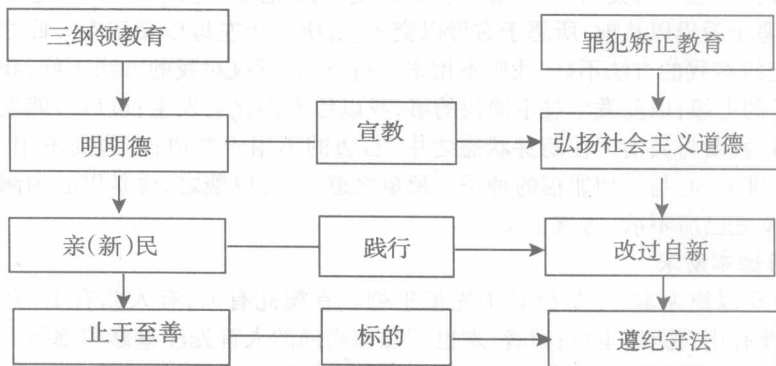 三纲领教育
罪犯矫正教育
明明德
宣教
弘扬社会主义道德
亲(新)民
践行
改过自新
止于至善
标的
遵纪守法